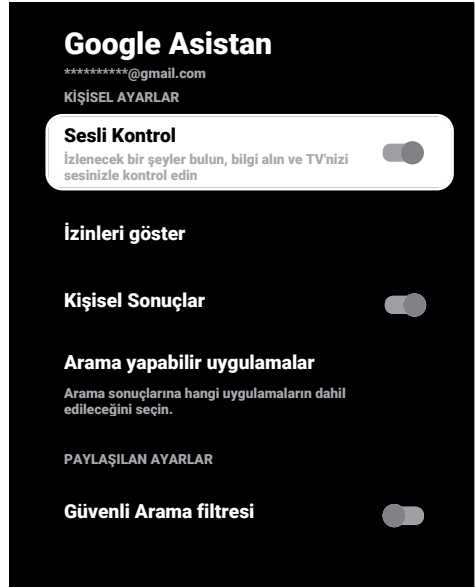 Google Asistan
**********@gmail.com
KİŞİSEL AYARLAR
Sesli Kontrol
İzlenecek bir şeyler bulun, bilgi alın ve TV'nizi
sesinizle kontrol edin
İzinleri göster
Kişisel Sonuçlar
Arama yapabilir uygulamalar
Arama sonuçlarına hangi uygulamaların dahil
edileceğini seçin.
PAYLAŞILAN AYARLAR
Güvenli Arama filtresi